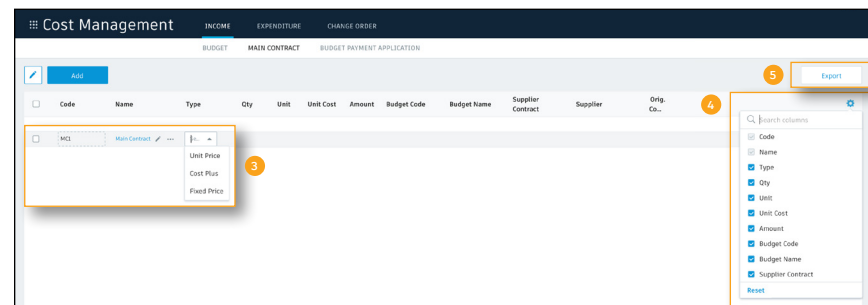 Cost Management
INCOME EXPENDITURE CHANGE ORDER
BUDGET MAIN CONTRACT BUDGET PAYMENT APPLICATION
Add 5 Export
Code Name Type Qty Unit Unit Cost Amount Budget Code Budget Name Supplier Contract Supplier Orig. Co... 4
Search columns
Code
Name
Type
Qty
Unit
Unit Cost
Amount
Budget Code
Budget Name
Supplier Contract
Reset
MC1 Main Contract ...
Unit Price
Cost Plus
Fixed Price
3